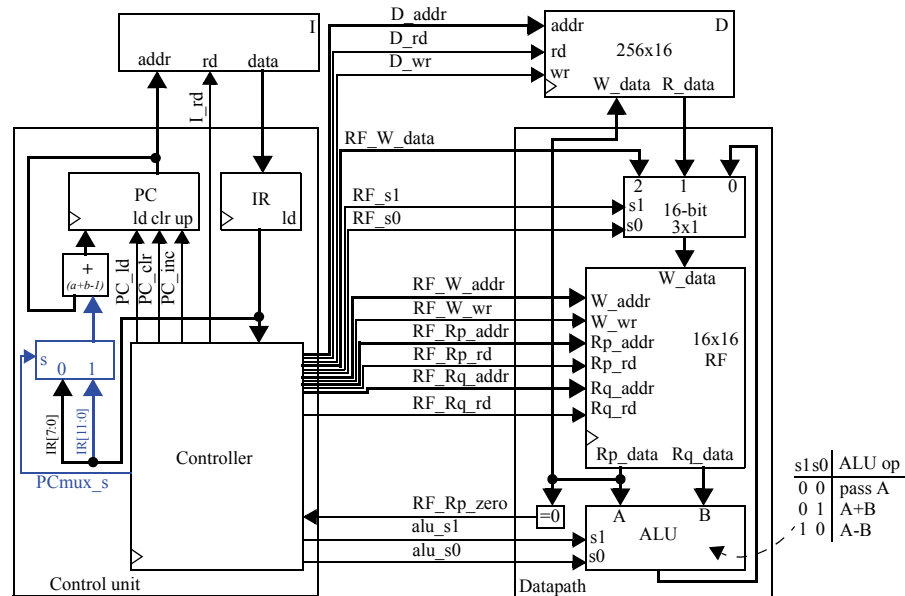 I
addr rd data
I_rd
D_addr
D_rd
D_wr
D
addr
rd
wr
256x16
W_data R_data
RF_W_data
RF_s1
RF_s0
2 1 0
s1
s0
16-bit
3x1
PC
ld clr up
IR
ld
+
(a+b-1)
PC_ld
PC_clr
PC_inc
s
0 1
IR[7:0]
IR[11:0]
PCmux_s
Controller
Control unit
RF_W_addr
RF_W_wr
RF_Rp_addr
RF_Rp_rd
RF_Rq_addr
RF_Rq_rd
W_data
W_addr
W_wr
Rp_addr
Rp_rd
Rq_addr
Rq_rd
16x16
RF
Rp_data Rq_data
RF_Rp_zero
=0
alu_s1
alu_s0
A B
s1
s0
ALU
Datapath
s1 s0 ALU op
0 0 pass A
0 1 A+B
1 0 A-B